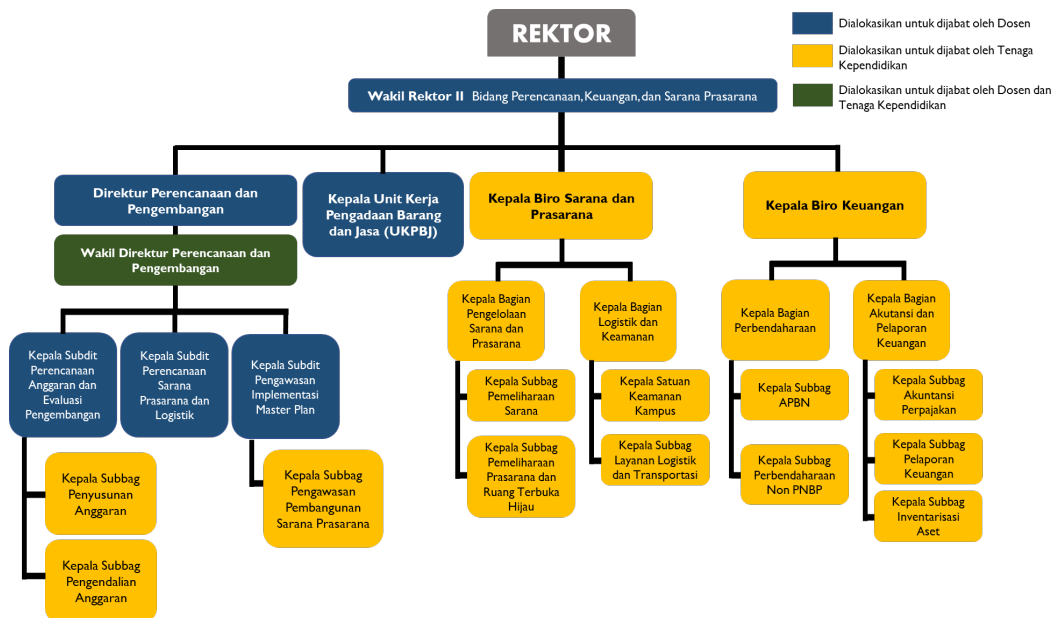 REKTOR
Dialokasikan untuk dijabat oleh Dosen
Dialokasikan untuk dijabat oleh Tenaga
Kependidikan
Dialokasikan untuk dijabat oleh Dosen dan
Tenaga Kependidikan
Wakil Rektor II Bidang Perencanaan, Keuangan, dan Sarana Prasarana
Direktur Perencanaan dan
Pengembangan
Wakil Direktur Perencanaan dan
Pengembangan
Kepala Unit Kerja
Pengadaan Barang
dan Jasa (UKPBJ)
Kepala Biro Sarana dan
Prasarana
Kepala Biro Keuangan
Kepala Subdit
Perencanaan
Anggaran dan
Evaluasi
Pengembangan
Kepala Subdit
Perencanaan
Sarana
Prasarana dan
Logistik
Kepala Subdit
Pengawasan
Implementasi
Master Plan
Kepala Subbag
Penyusunan
Anggaran
Kepala Subbag
Pengendalian
Anggaran
Kepala Subbag
Pengawasan
Pembangunan
Sarana Prasarana
Kepala Bagian
Pengelolaan
Sarana dan
Prasarana
Kepala Subbag
Pemeliharaan
Sarana
Kepala Subbag
Pemeliharaan
Prasarana dan
Ruang Terbuka
Hijau
Kepala Bagian
Logistik dan
Keamanan
Kepala Satuan
Keamanan
Kampus
Kepala Subbag
Layanan Logistik
dan Transportasi
Kepala Bagian
Perbendaharaan
Kepala Subbag
APBN
Kepala Subbag
Perbendaharaan
Non PNBP
Kepala Bagian
Akutansi dan
Pelaporan
Keuangan
Kepala Subbag
Akuntansi
Perpajakan
Kepala Subbag
Pelaporan
Keuangan
Kepala Subbag
Inventarisasi
Aset